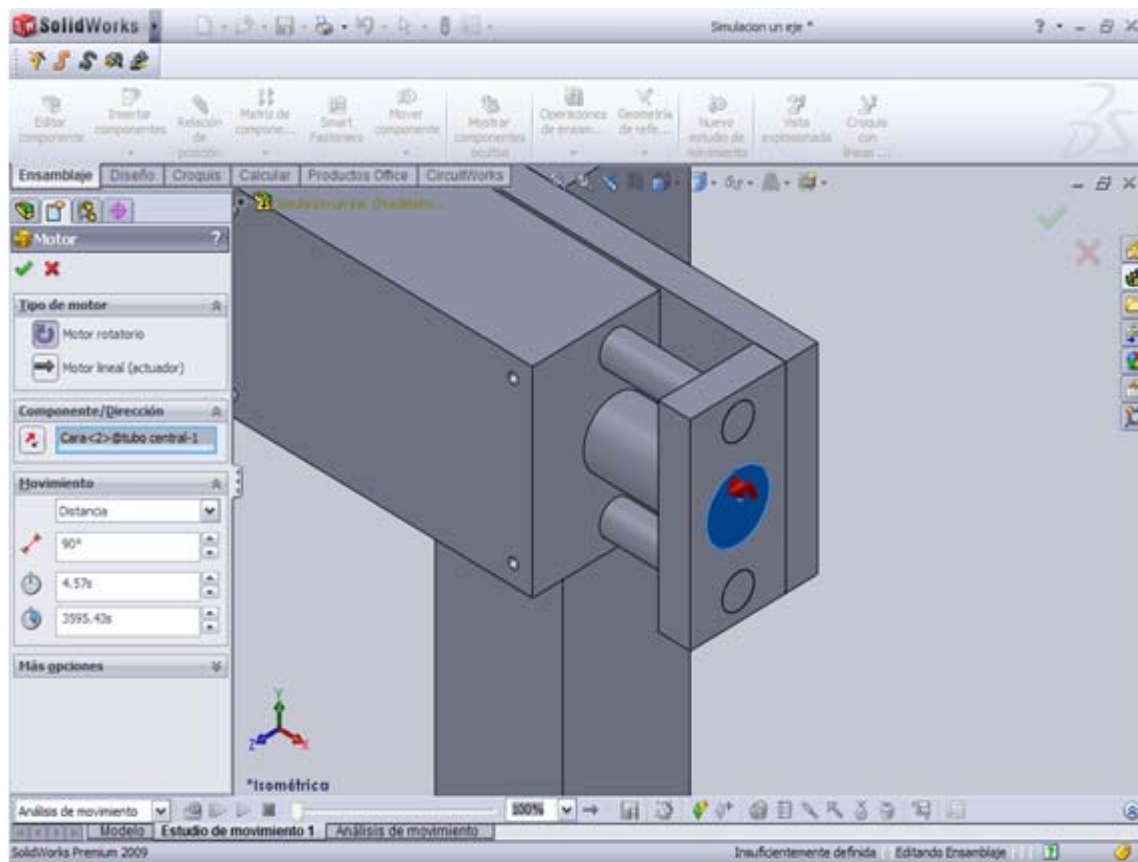 SolidWorks
Simulacion un eje *
Editar componente
Insertar componentes
Relación de posición
Matriz de compone...
Smart Fasteners
Mover componente
Mostrar componentes ocultos
Operaciones de ensam...
Geometría de refe...
Nuevo estudio de movimiento
Vista explosionada
Croquis con líneas ...
Ensamblaje Diseño Croquis Calcular Productos Office CircuitWorks
Simulacion un eje
Motor ?
Tipo de motor
Motor rotatorio
Motor lineal (actuador)
Componente/Dirección
Cara<2>@tubo central-1
Movimiento
Distancia
90°
4.57s
3595.43s
Más opciones
Y
Z X
*Isométrica
Análisis de movimiento 100%
Modelo Estudio de movimiento 1 Análisis de movimiento
SolidWorks Premium 2009 Insuficientemente definida Editando Ensamblaje